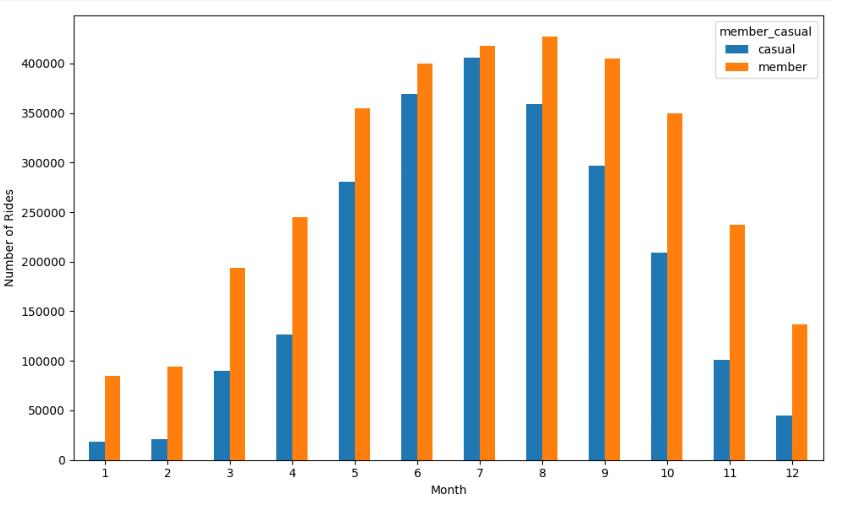 member_casual
casual
member
400000
350000
300000
250000
200000
150000
100000
50000
0
Number of Rides
1 2 3 4 5 6 7 8 9 10 11 12
Month